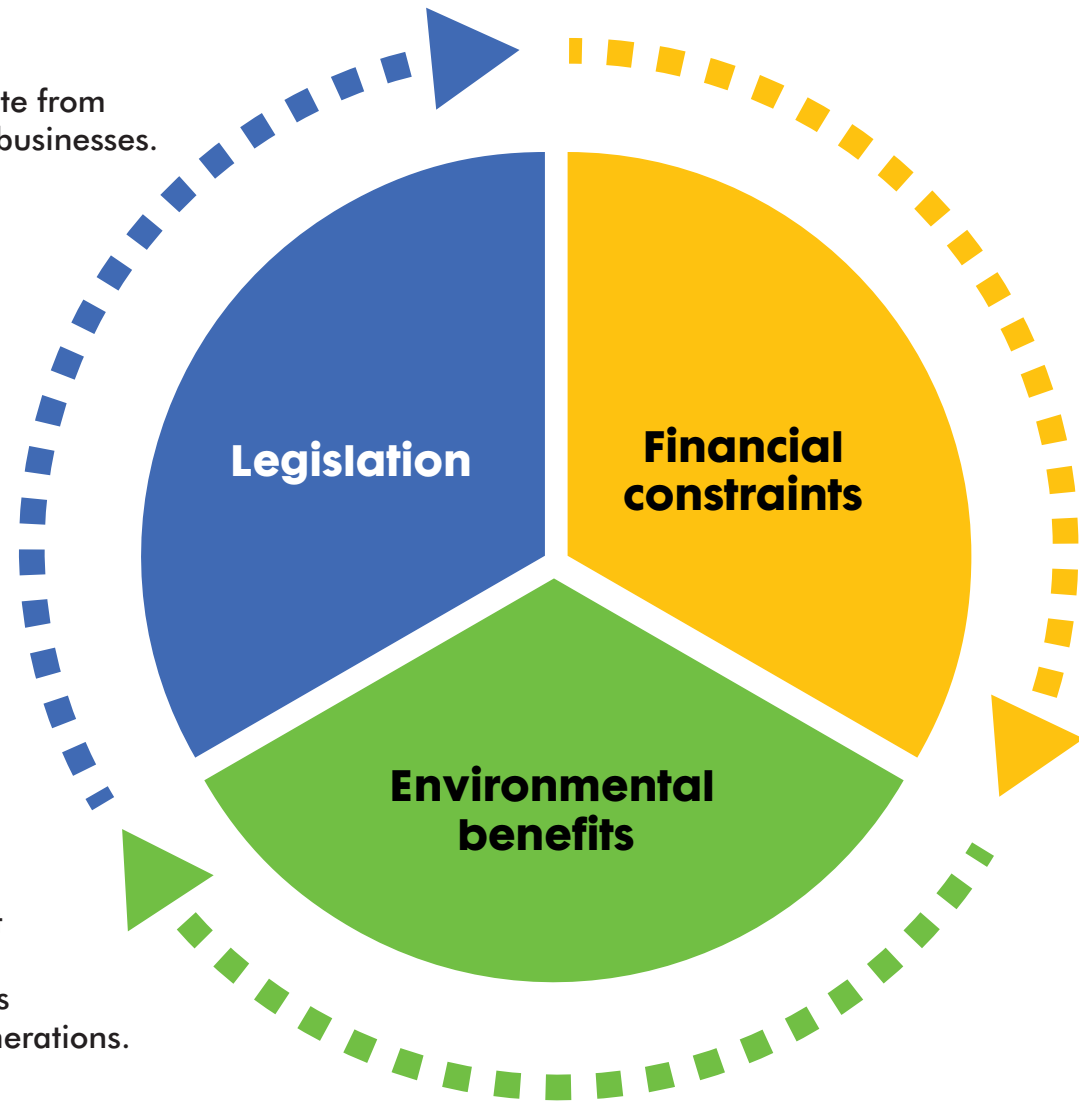 te from
businesses.
Legislation
Financial
constraints
Environmental
benefits
s
nerations.